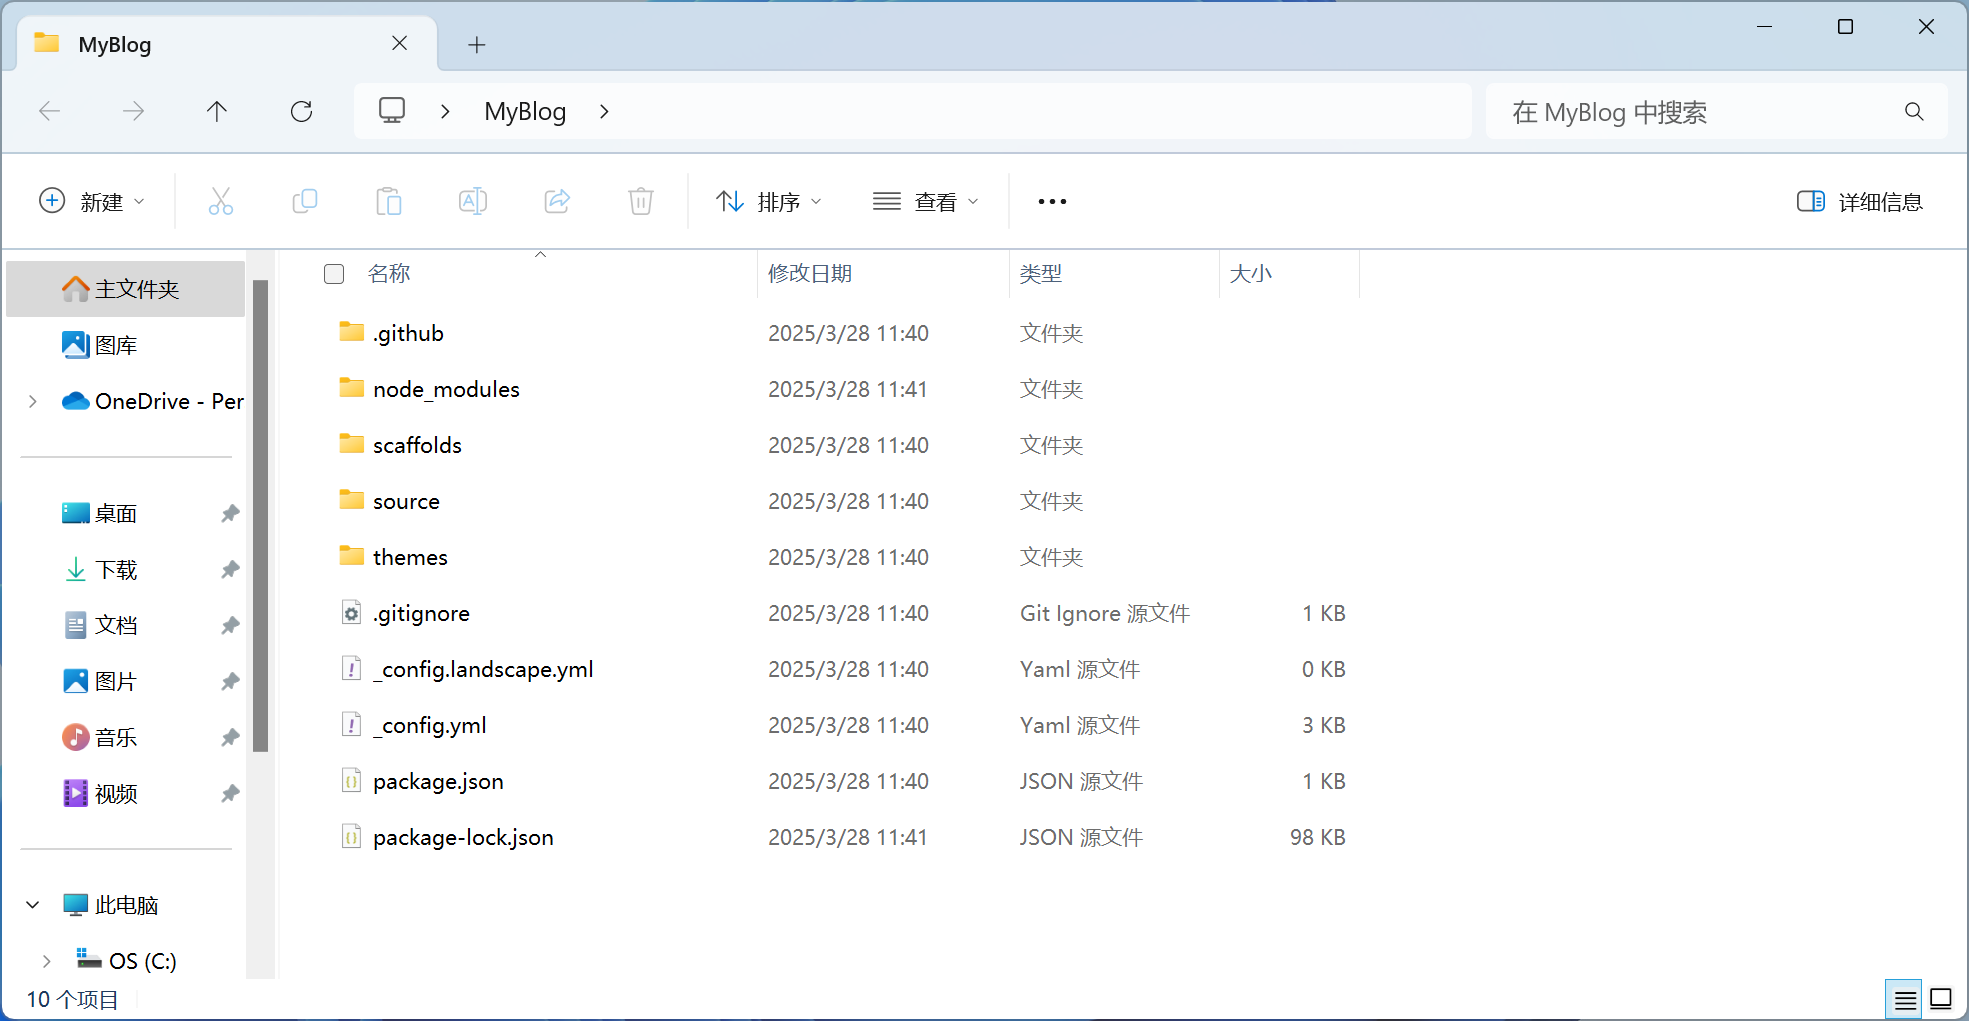 MyBlog
MyBlog
在 MyBlog 中搜索
新建
排序
查看
详细信息
主文件夹
图库
OneDrive - Per
桌面
下载
文档
图片
音乐
视频
此电脑
OS (C:)
名称 修改日期 类型 大小
.github 2025/3/28 11:40 文件夹
node_modules 2025/3/28 11:41 文件夹
scaffolds 2025/3/28 11:40 文件夹
source 2025/3/28 11:40 文件夹
themes 2025/3/28 11:40 文件夹
.gitignore 2025/3/28 11:40 Git Ignore 源文件 1 KB
_config.landscape.yml 2025/3/28 11:40 Yaml 源文件 0 KB
_config.yml 2025/3/28 11:40 Yaml 源文件 3 KB
package.json 2025/3/28 11:40 JSON 源文件 1 KB
package-lock.json 2025/3/28 11:41 JSON 源文件 98 KB
10 个项目